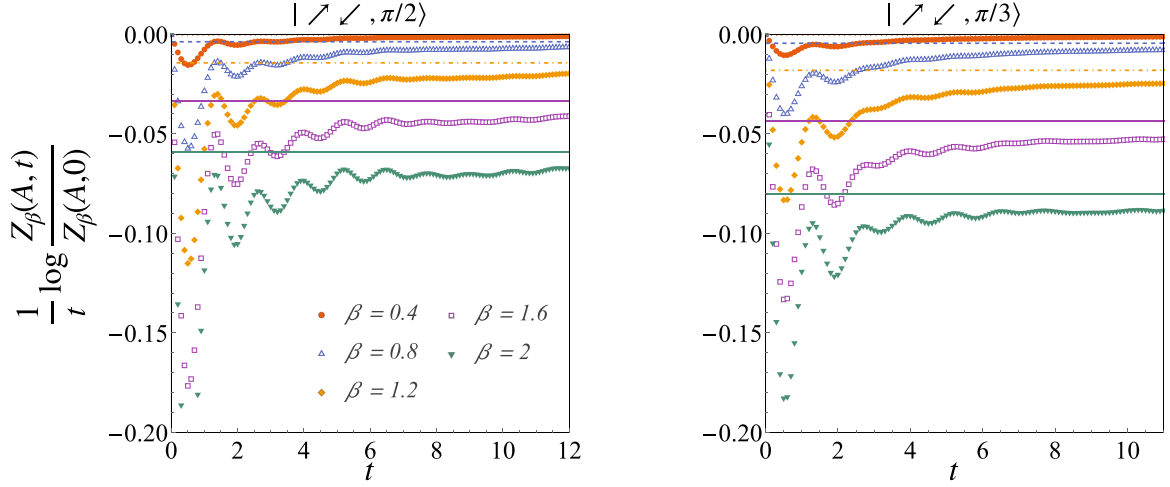 | ↗ ↙ , π/2⟩
| ↗ ↙ , π/3⟩
0.00
−0.05
−0.10
−0.15
−0.20
0.00
−0.05
−0.10
−0.15
−0.20
1/t log Zβ(A, t)/Zβ(A,0)
β = 0.4
β = 0.8
β = 1.2
β = 1.6
β = 2
0 2 4 6 8 10 12
t
0 2 4 6 8 10
t